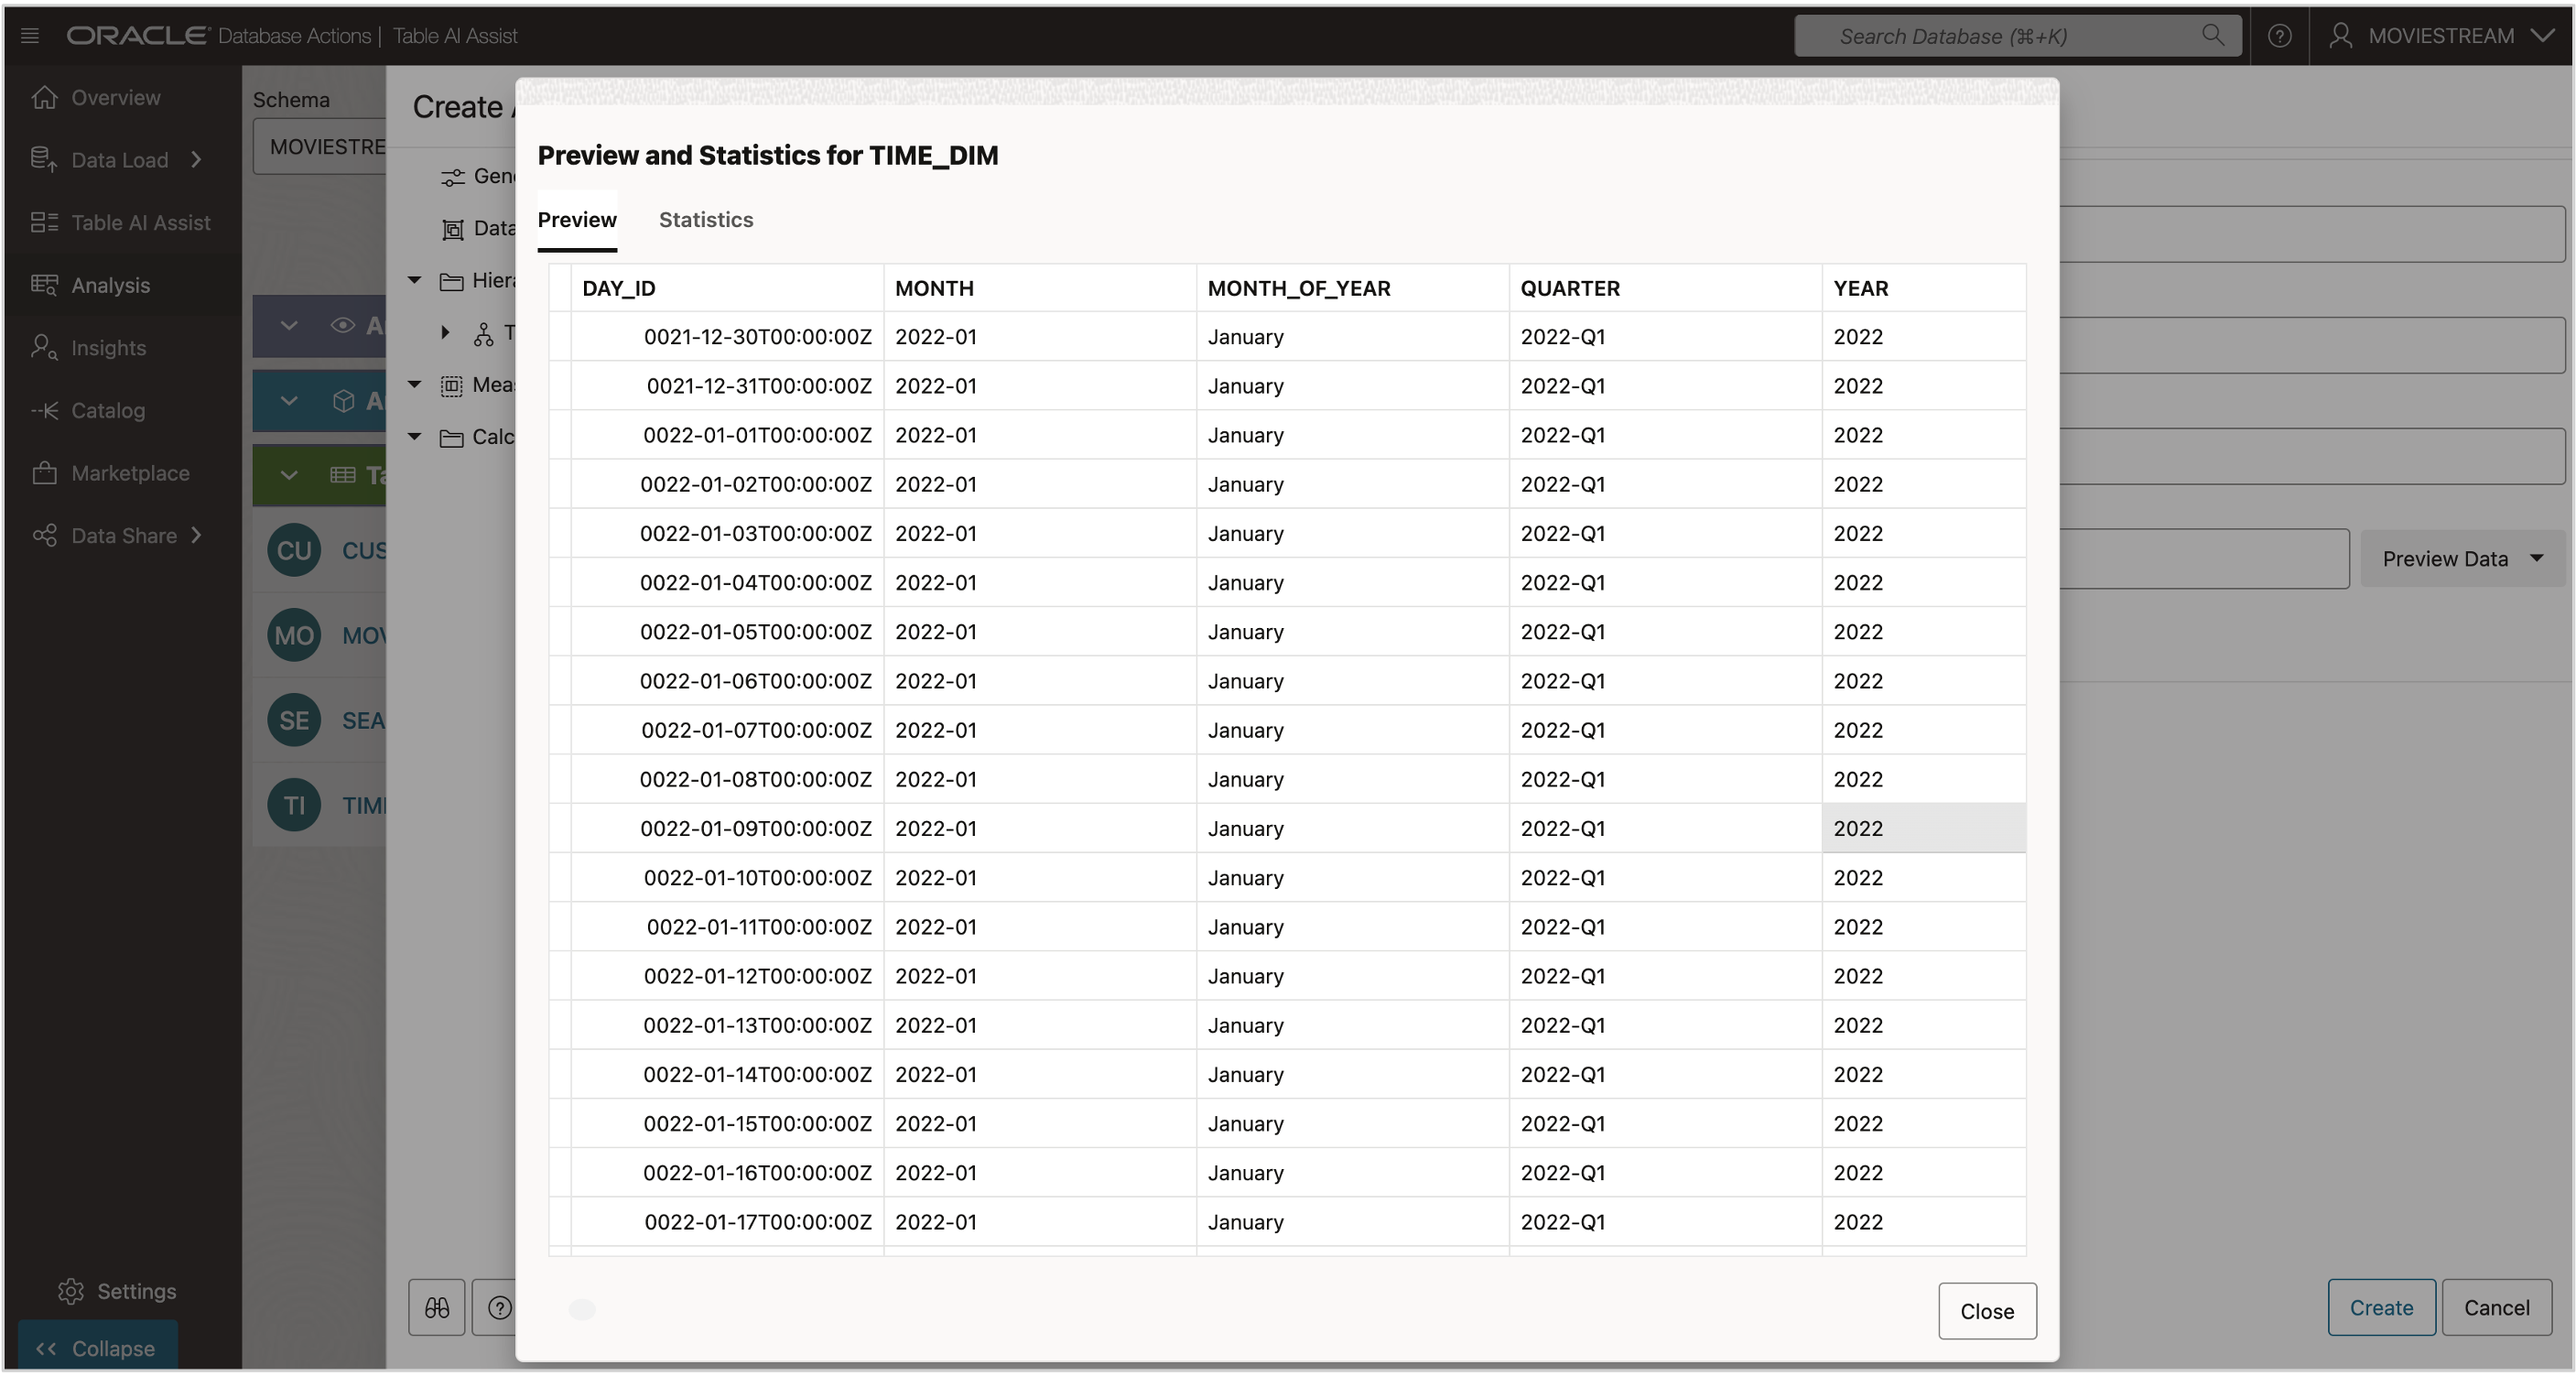 ORACLE Database Actions | Table AI Assist
Search Database (⌘+K)
MOVIESTREAM
Overview
Data Load
Table AI Assist
Analysis
Insights
Catalog
Marketplace
Data Share
Settings
Collapse
Schema
MOVIESTRE
CU CUS
MO MOV
SE SEA
TI TIM
Create
Gen
Data
Hiera
Mea
Calc
Preview and Statistics for TIME_DIM
Preview Statistics
DAY_ID MONTH MONTH_OF_YEAR QUARTER YEAR
0021-12-30T00:00:00Z 2022-01 January 2022-Q1 2022
0021-12-31T00:00:00Z 2022-01 January 2022-Q1 2022
0022-01-01T00:00:00Z 2022-01 January 2022-Q1 2022
0022-01-02T00:00:00Z 2022-01 January 2022-Q1 2022
0022-01-03T00:00:00Z 2022-01 January 2022-Q1 2022
0022-01-04T00:00:00Z 2022-01 January 2022-Q1 2022
0022-01-05T00:00:00Z 2022-01 January 2022-Q1 2022
0022-01-06T00:00:00Z 2022-01 January 2022-Q1 2022
0022-01-07T00:00:00Z 2022-01 January 2022-Q1 2022
0022-01-08T00:00:00Z 2022-01 January 2022-Q1 2022
0022-01-09T00:00:00Z 2022-01 January 2022-Q1 2022
0022-01-10T00:00:00Z 2022-01 January 2022-Q1 2022
0022-01-11T00:00:00Z 2022-01 January 2022-Q1 2022
0022-01-12T00:00:00Z 2022-01 January 2022-Q1 2022
0022-01-13T00:00:00Z 2022-01 January 2022-Q1 2022
0022-01-14T00:00:00Z 2022-01 January 2022-Q1 2022
0022-01-15T00:00:00Z 2022-01 January 2022-Q1 2022
0022-01-16T00:00:00Z 2022-01 January 2022-Q1 2022
0022-01-17T00:00:00Z 2022-01 January 2022-Q1 2022
Close
Preview Data
Create Cancel